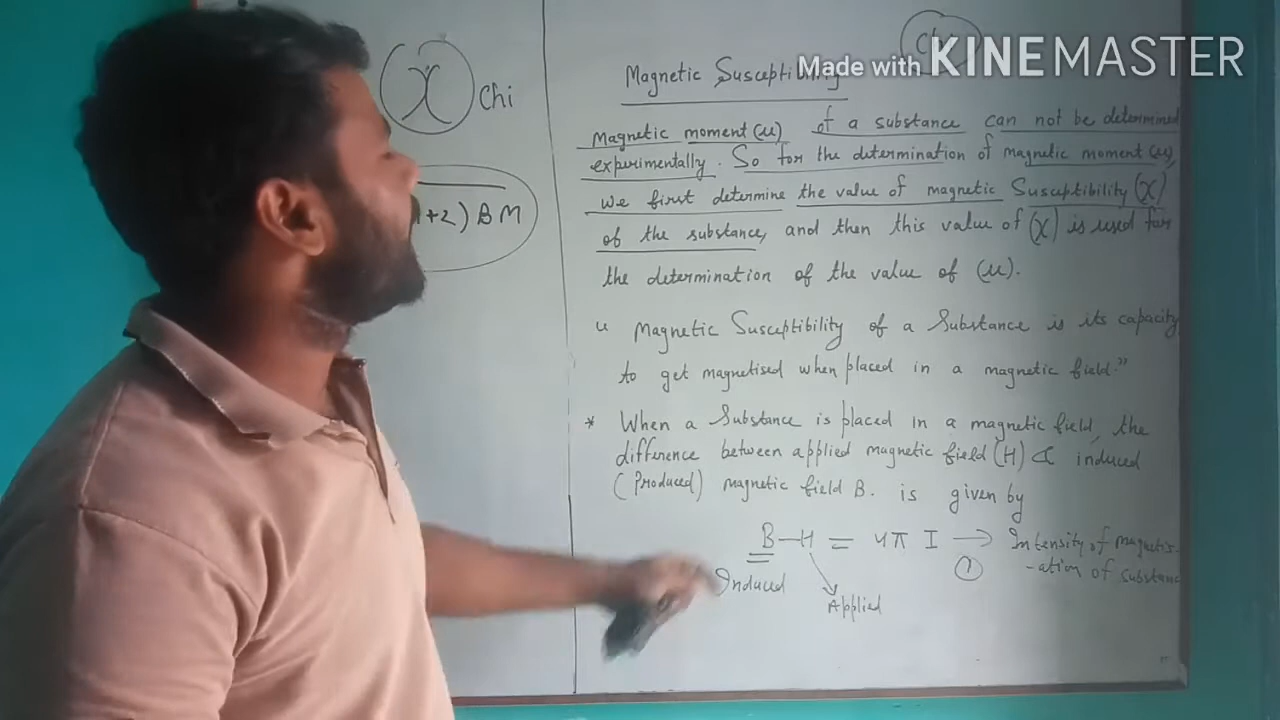 χ Chi
+2) BM
Chi
Made with KINEMASTER
Magnetic Susceptibility
Magnetic moment (μ) of a substance can not be determined
experimentally. So for the determination of magnetic moment (μ)
we first determine the value of magnetic Susceptibility (χ)
of the substance, and then this value of (χ) is used for
the determination of the value of (μ).
“ Magnetic Susceptibility of a Substance is its capacity
to get magnetised when placed in a magnetic field.”
* When a Substance is placed in a magnetic field, the
difference between applied magnetic field (H) & induced
(Produced) magnetic field B. is given by
B – H = 4π I → Intensity of magnetis-
① -ation of substanc
Induced
Applied